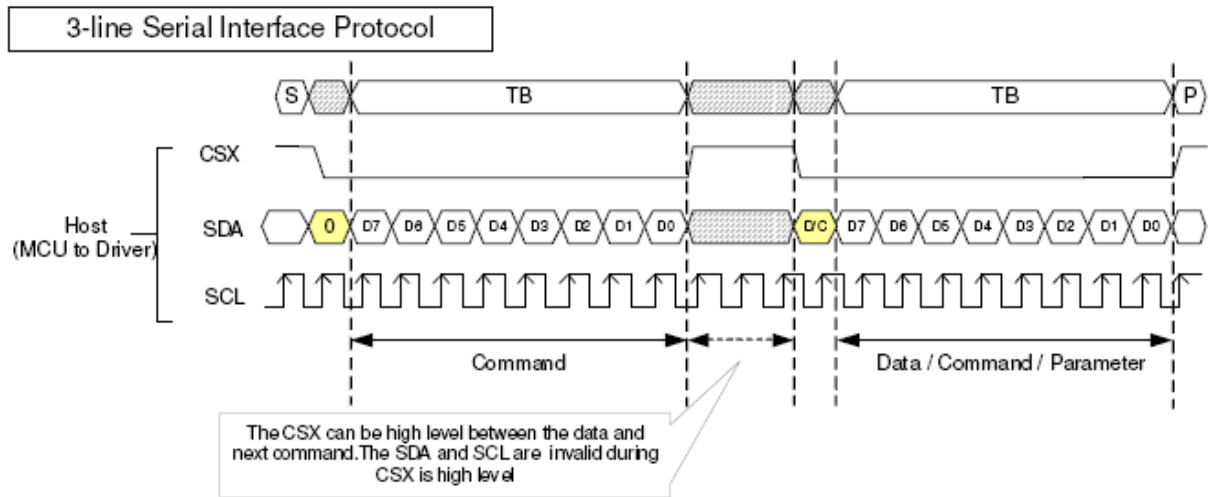 3-line Serial Interface Protocol
S TB TB P
CSX
Host
(MCU to Driver)
SDA 0 D7 D6 D5 D4 D3 D2 D1 D0 D/C D7 D6 D5 D4 D3 D2 D1 D0
SCL
Command Data / Command / Parameter
The CSX can be high level between the data and
next command.The SDA and SCL are invalid during
CSX is high level